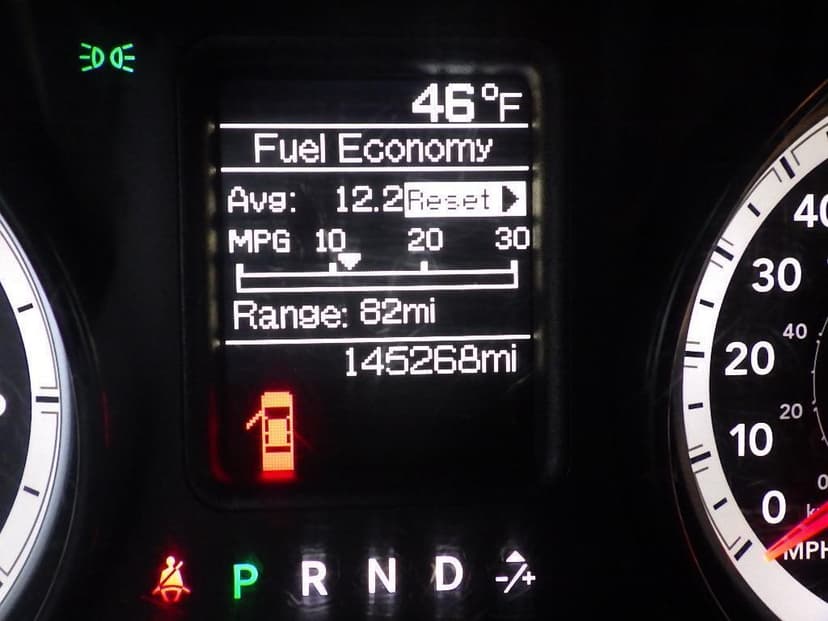 46°F
Fuel Economy
Avg: 12.2 Reset
MPG 10 20 30
Range: 82mi
145268mi
P R N D -/+
40
30
40
20
20
10
0
MPH